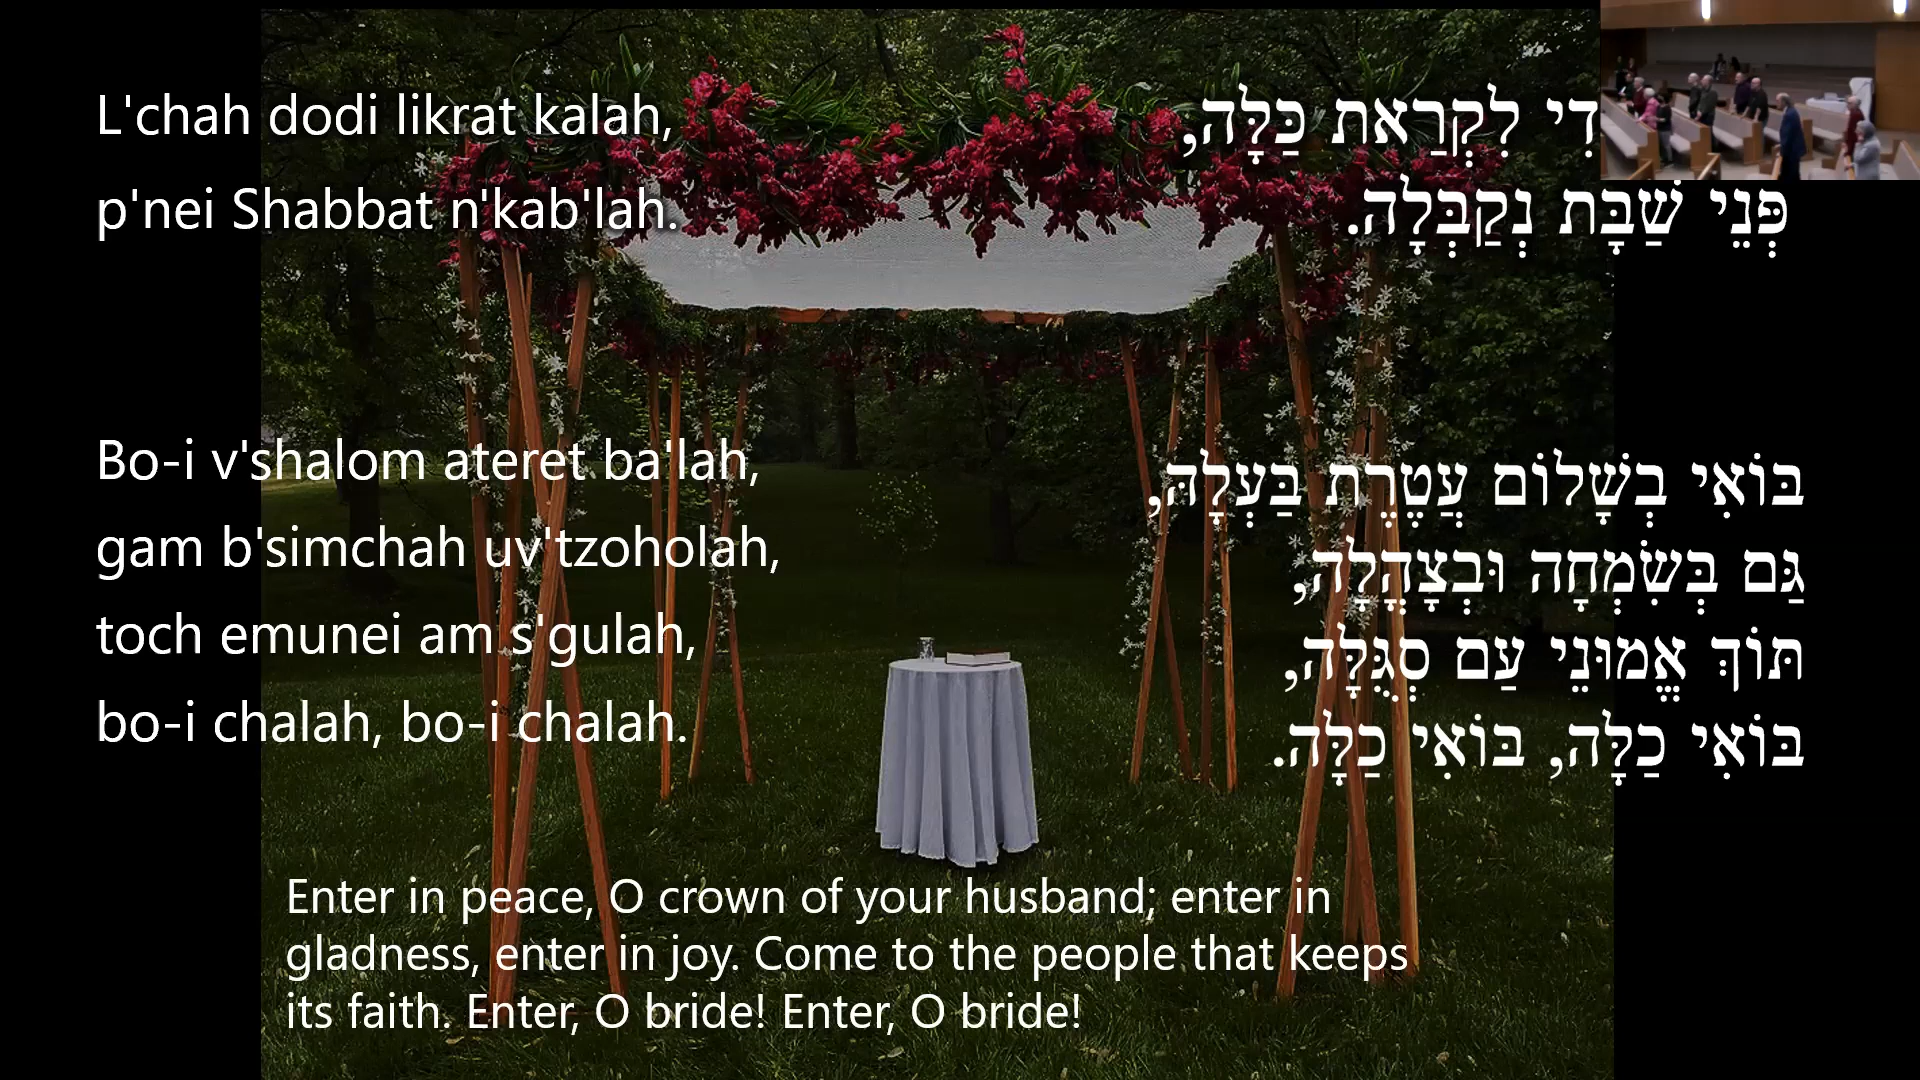 L'chah dodi likrat kalah,
p'nei Shabbat n'kab'lah.
דִי לִקְרַאת כַּלָּה,
פְּנֵי שַׁבָּת נְקַבְּלָה.
Bo-i v'shalom ateret ba'lah,
gam b'simchah uv'tzoholah,
toch emunei am s'gulah,
bo-i chalah, bo-i chalah.
בּוֹאִי בְשָׁלוֹם עֲטֶרֶת בַּעְלָהּ,
גַּם בְּשִׂמְחָה וּבְצָהֳלָה,
תּוֹךְ אֱמוּנֵי עַם סְגֻלָּה,
בּוֹאִי כַלָּה, בּוֹאִי כַלָּה.
Enter in peace, O crown of your husband; enter in
gladness, enter in joy. Come to the people that keeps
its faith. Enter, O bride! Enter, O bride!